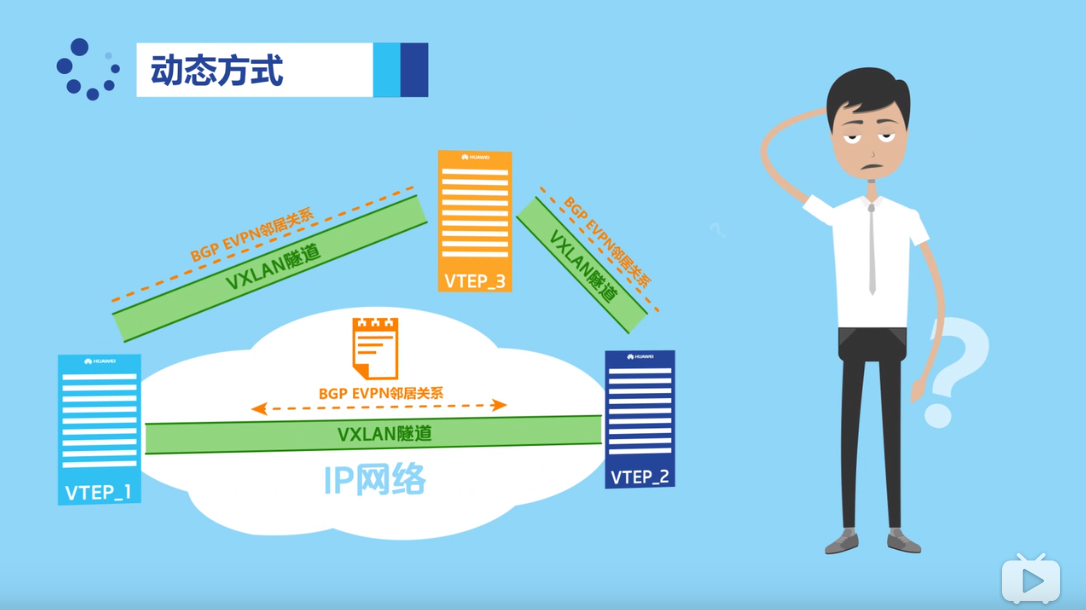 动态方式
HUAWEI
BGP EVPN邻居关系
VXLAN隧道
VTEP_3
BGP EVPN邻居关系
VXLAN隧道
HUAWEI
VTEP_1
BGP EVPN邻居关系
VXLAN隧道
IP网络
HUAWEI
VTEP_2
?
?